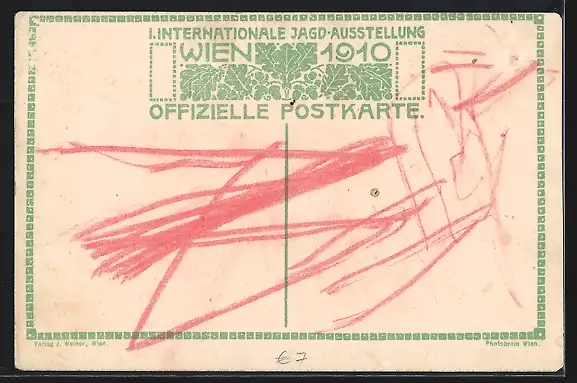 I. INTERNATIONALE JAGD-AUSSTELLUNG
WIEN 1910
OFFIZIELLE POSTKARTE.
Verlag J. Weiner, Wien.
Photobrom Wien.
€ 7